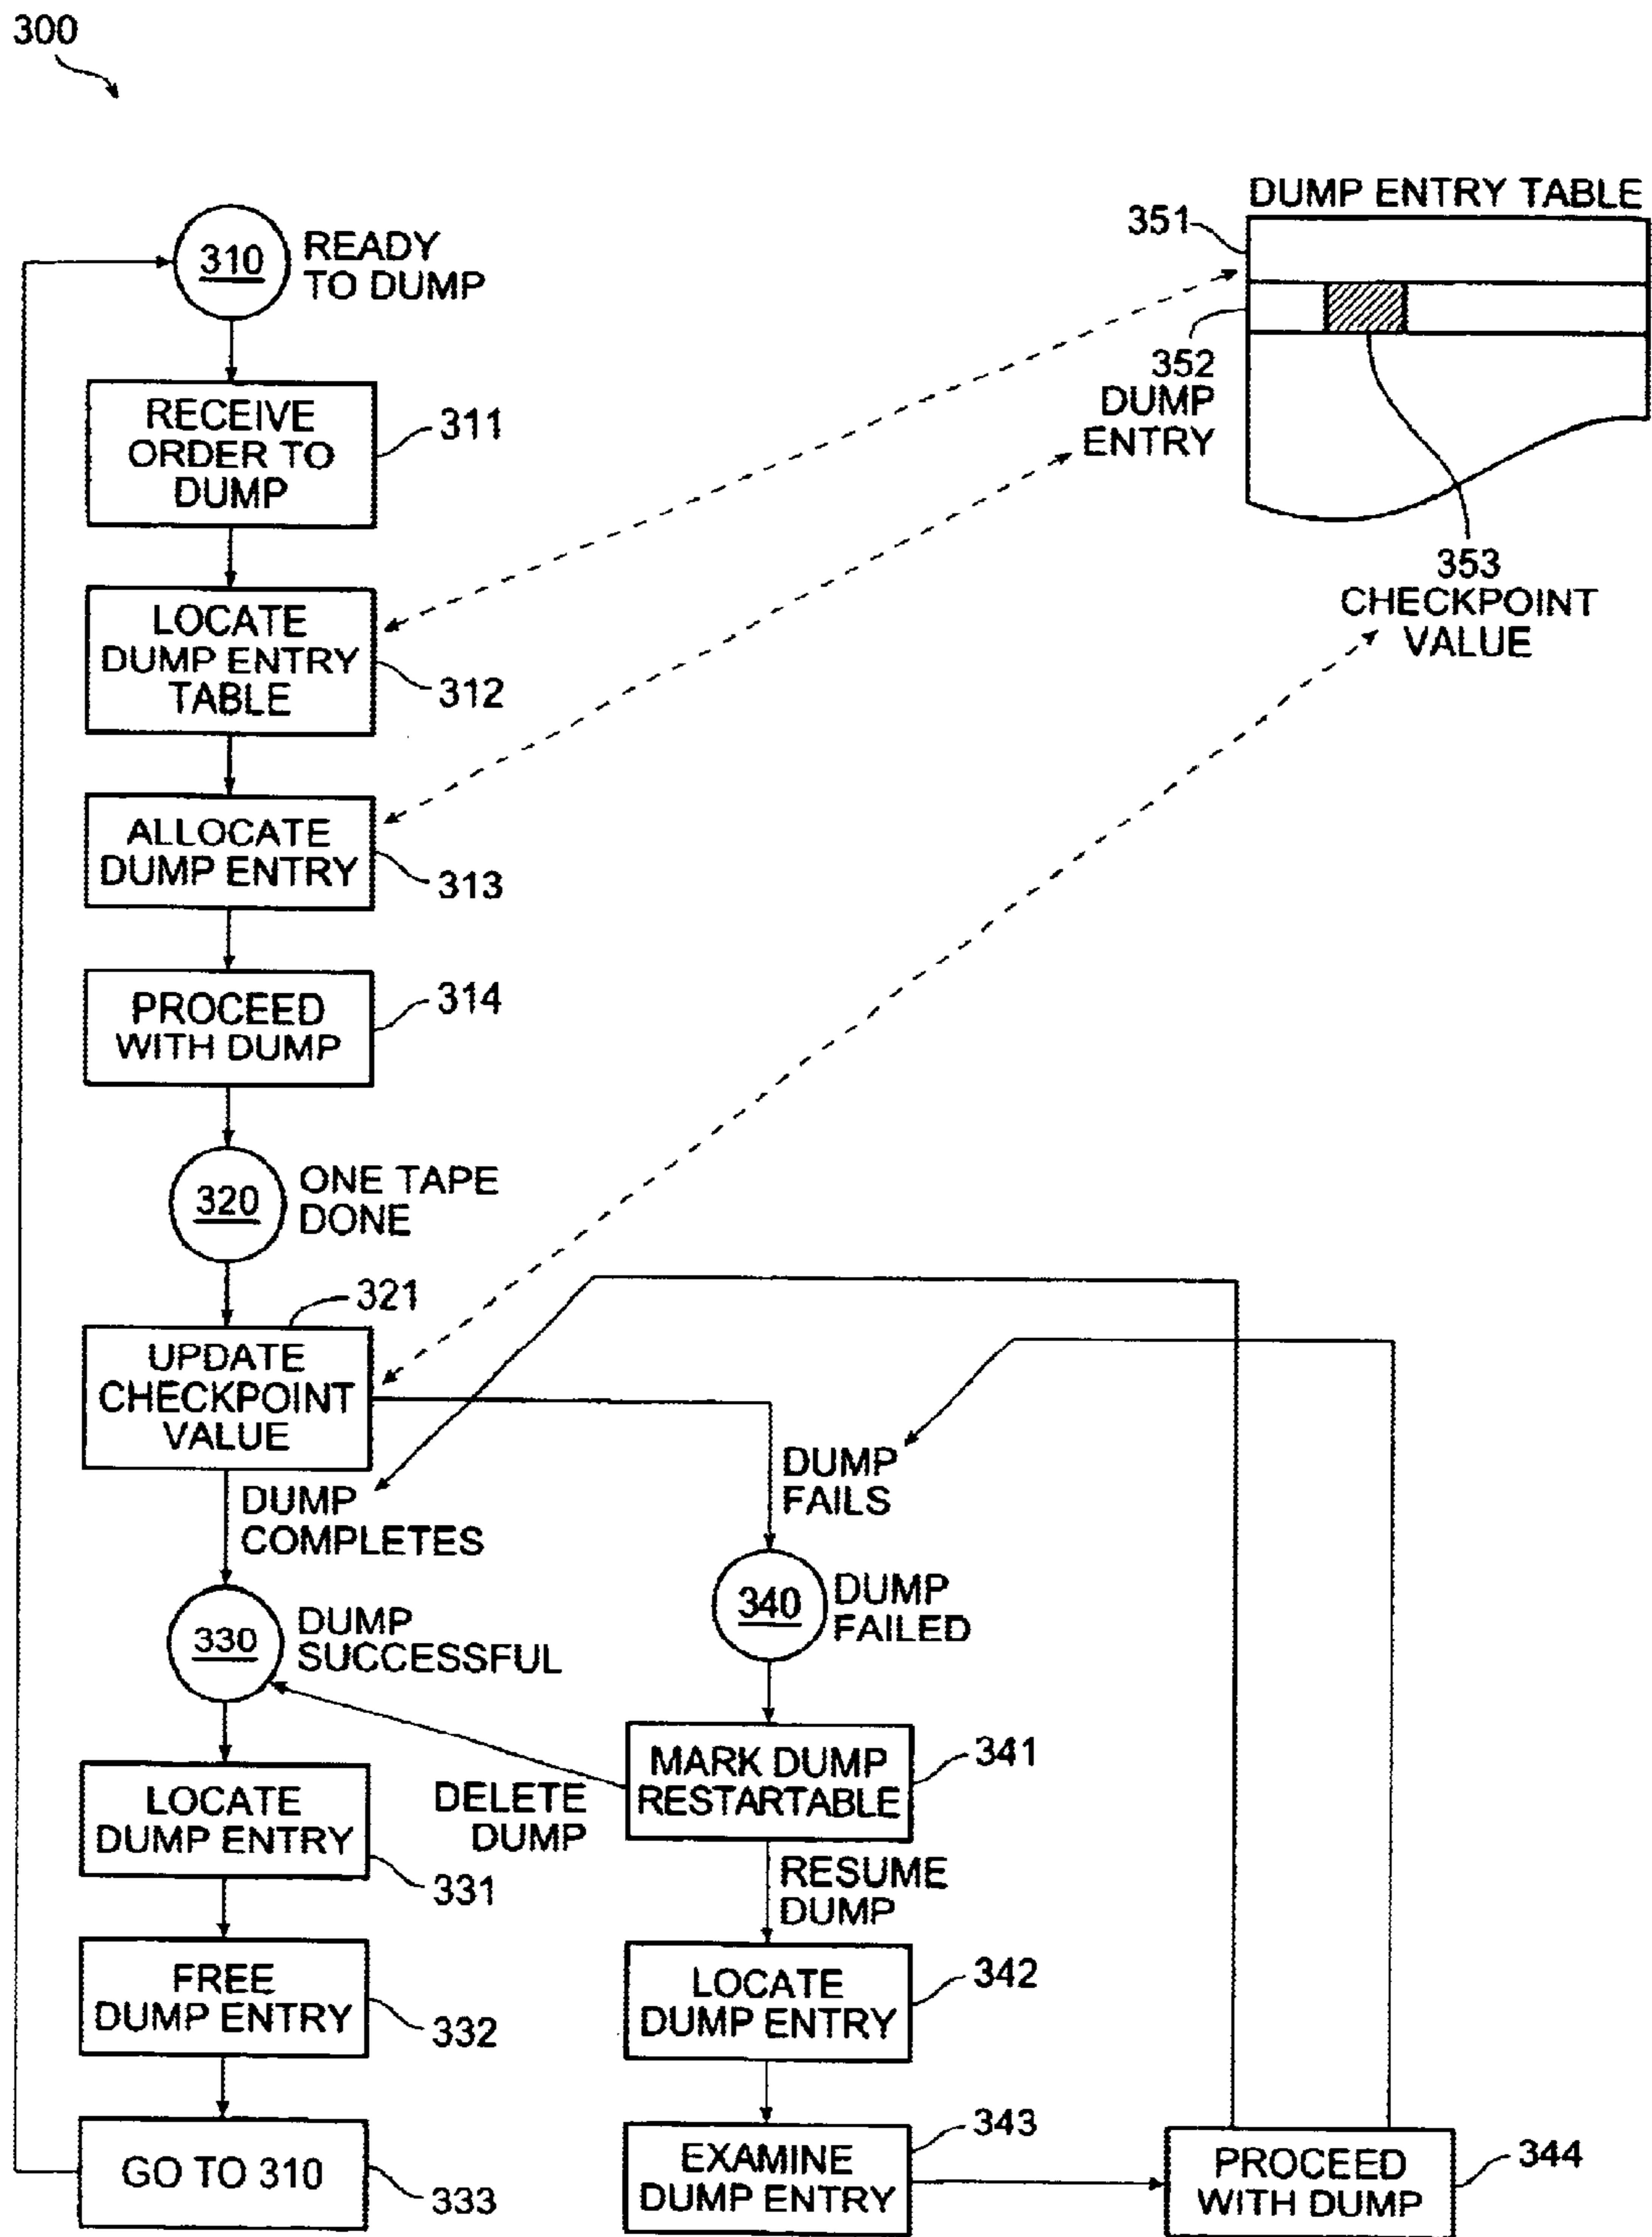 300
310
READY
TO DUMP
RECEIVE
ORDER TO
DUMP
311
LOCATE
DUMP ENTRY
TABLE
312
ALLOCATE
DUMP ENTRY
313
PROCEED
WITH DUMP
314
320
ONE TAPE
DONE
321
UPDATE
CHECKPOINT
VALUE
DUMP
COMPLETES
330
DUMP
SUCCESSFUL
LOCATE
DUMP ENTRY
331
FREE
DUMP ENTRY
332
GO TO 310
333
DUMP
FAILS
340
DUMP
FAILED
MARK DUMP
RESTARTABLE
341
DELETE
DUMP
RESUME
DUMP
LOCATE
DUMP ENTRY
342
EXAMINE
DUMP ENTRY
343
PROCEED
WITH DUMP
344
DUMP ENTRY TABLE
351
352
DUMP
ENTRY
353
CHECKPOINT
VALUE